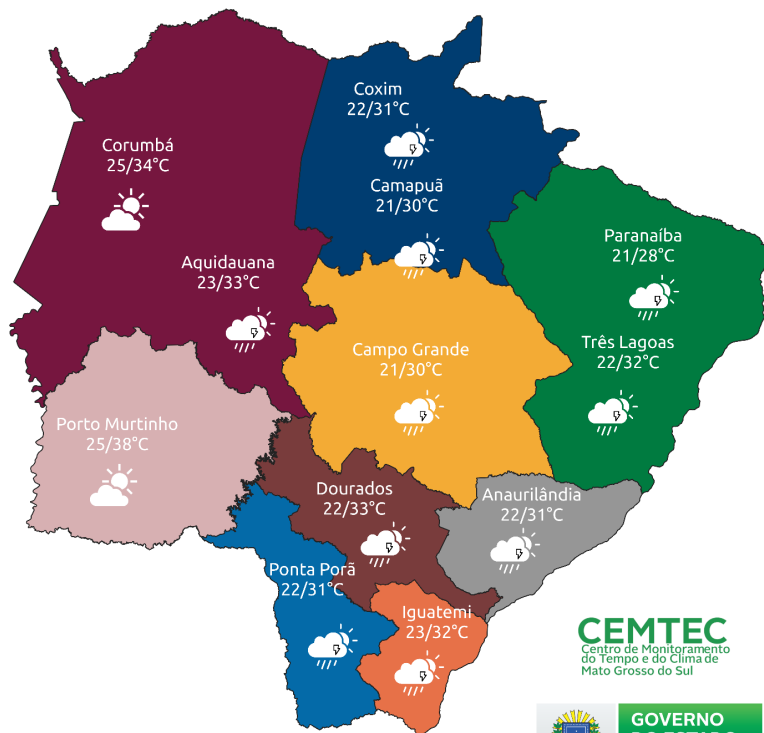 Coxim
22/31°C
Corumbá
25/34°C
Camapuã
21/30°C
Paranaíba
21/28°C
Aquidauana
23/33°C
Três Lagoas
22/32°C
Campo Grande
21/30°C
Porto Murtinho
25/38°C
Dourados
22/33°C
Anaurilândia
22/31°C
Ponta Porã
22/31°C
Iguatemi
23/32°C
CEMTEC
Centro de Monitoramento
do Tempo e do Clima de
Mato Grosso do Sul
GOVERNO
DO ESTADO